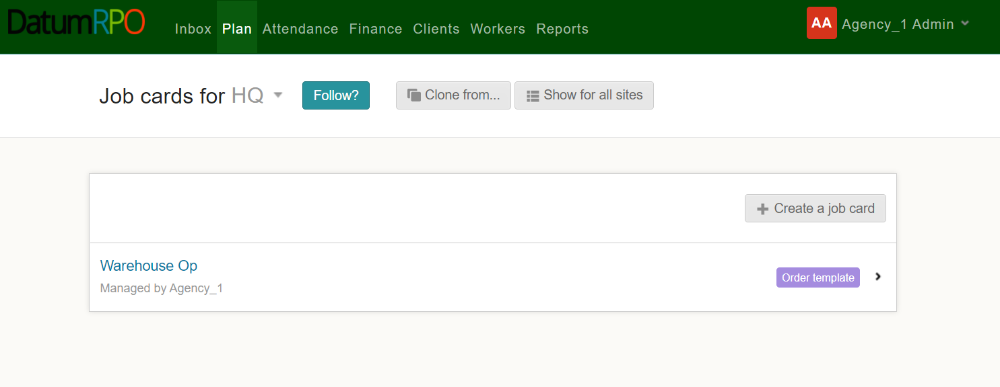 DatumRPO
Inbox Plan Attendance Finance Clients Workers Reports
AA Agency_1 Admin
Job cards for HQ
Follow?
Clone from...
Show for all sites
Create a job card
Warehouse Op
Managed by Agency_1
Order template